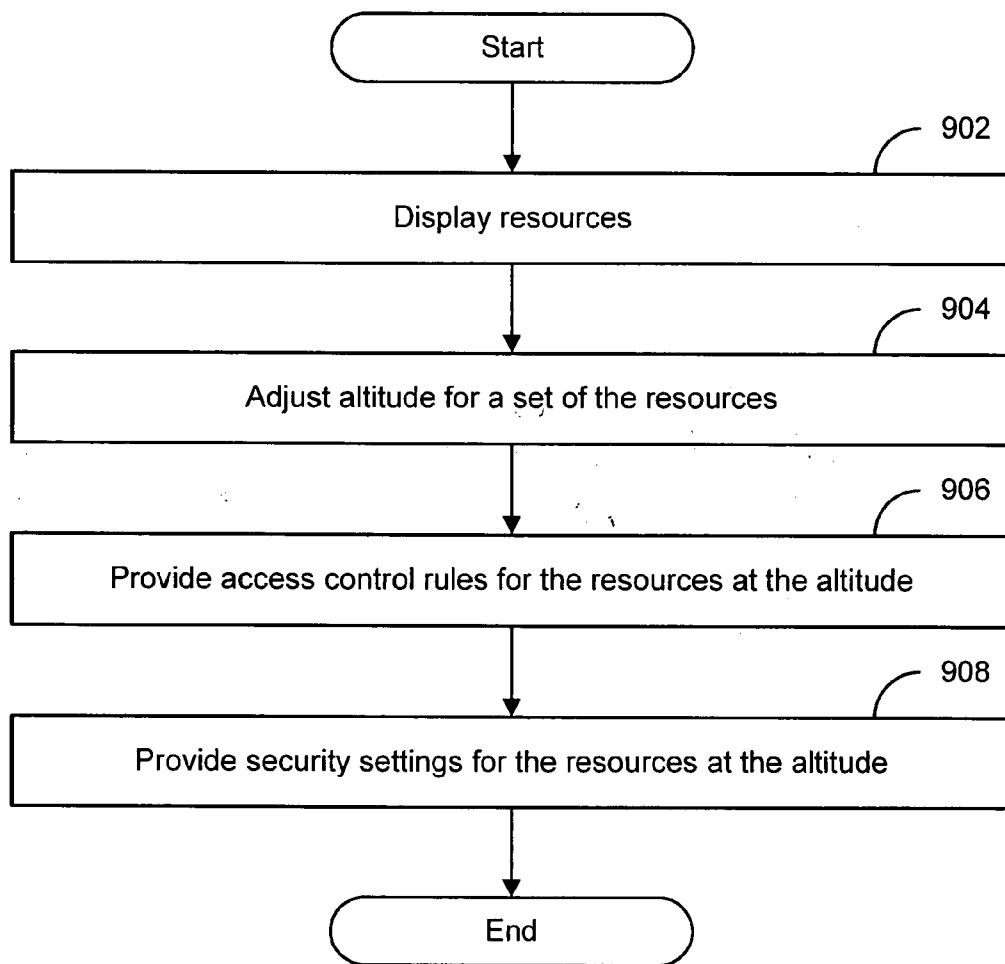 Start
902
Display resources
904
Adjust altitude for a set of the resources
906
Provide access control rules for the resources at the altitude
908
Provide security settings for the resources at the altitude
End